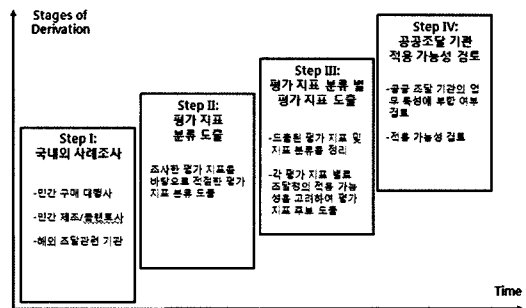 Stages of
Derivation
Step I:
국내외 사례조사
-민간 구매 대행사
-민간 제조/플랜트사
-해외 조달관련 기관
Step II:
평가 지표
분류 도출
조사한 평가 지표를
바탕으로 적절한 평가
지표 분류 도출
Step III:
평가 지표 분류 별
평가 지표 도출
-도출된 평가 지표 및
지표 분류를 정리
-각 평가 지표 별로
조달청의 적용 가능
성을 고려하여 평가
지표 후보 도출
Step IV:
공공조달 기관
적용 가능성 검토
-공공 조달 기관의 업
무 특성에 부합 여부
검토
-적용 가능성 검토
Time